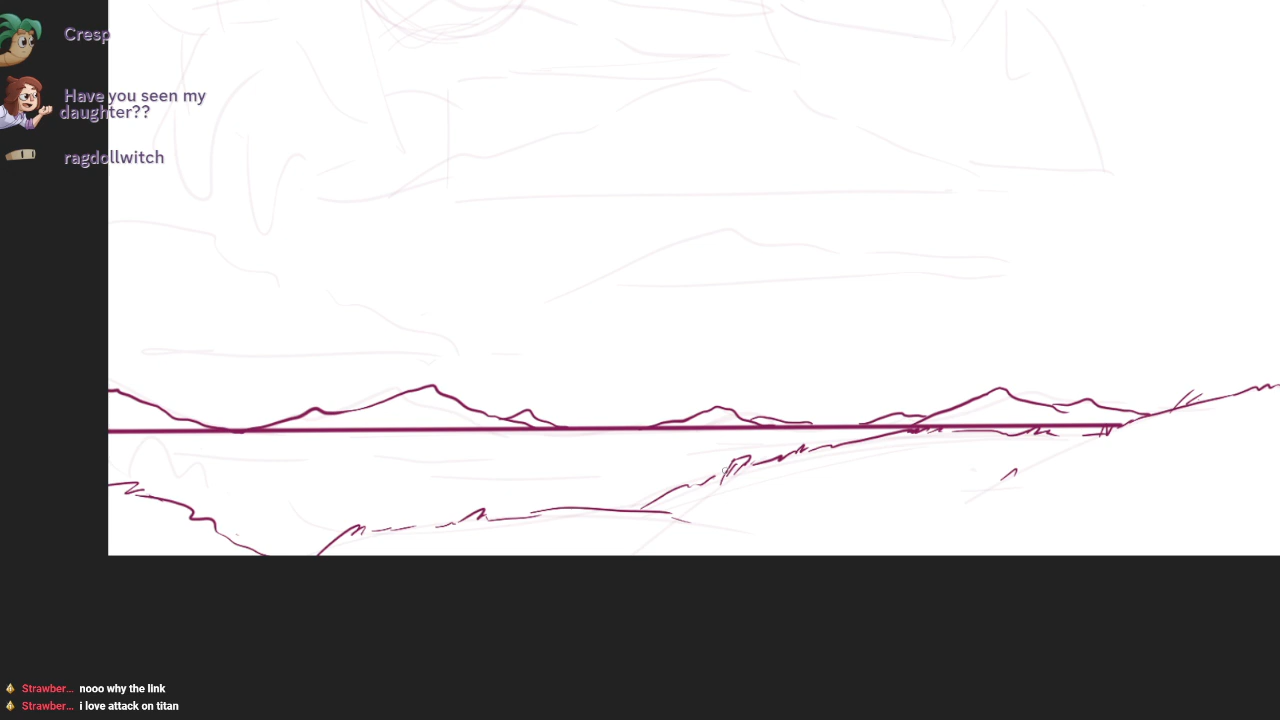 Cresp
Have you seen my
daughter??
ragdollwitch
Strawber... nooo why the link
Strawber... i love attack on titan